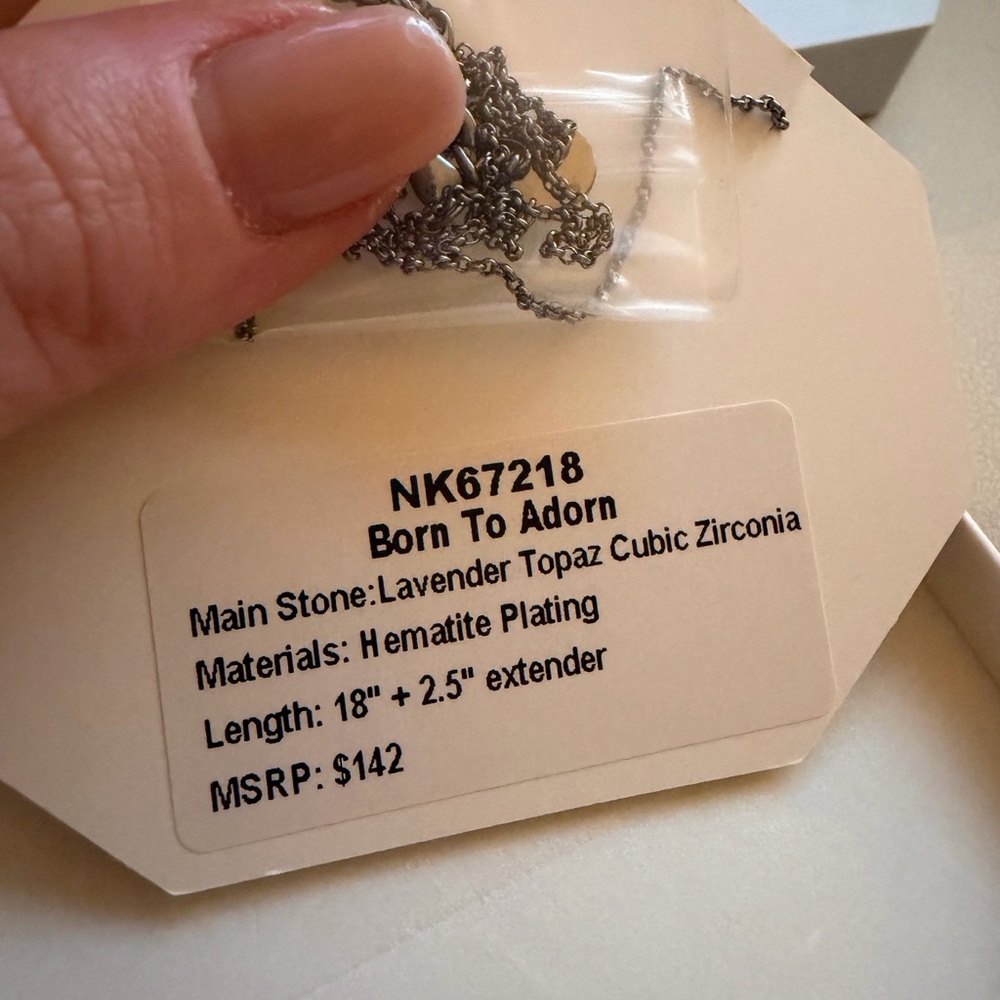 NK67218
Born To Adorn
Main Stone:Lavender Topaz Cubic Zirconia
Materials: Hematite Plating
Length: 18" + 2.5" extender
MSRP: $142